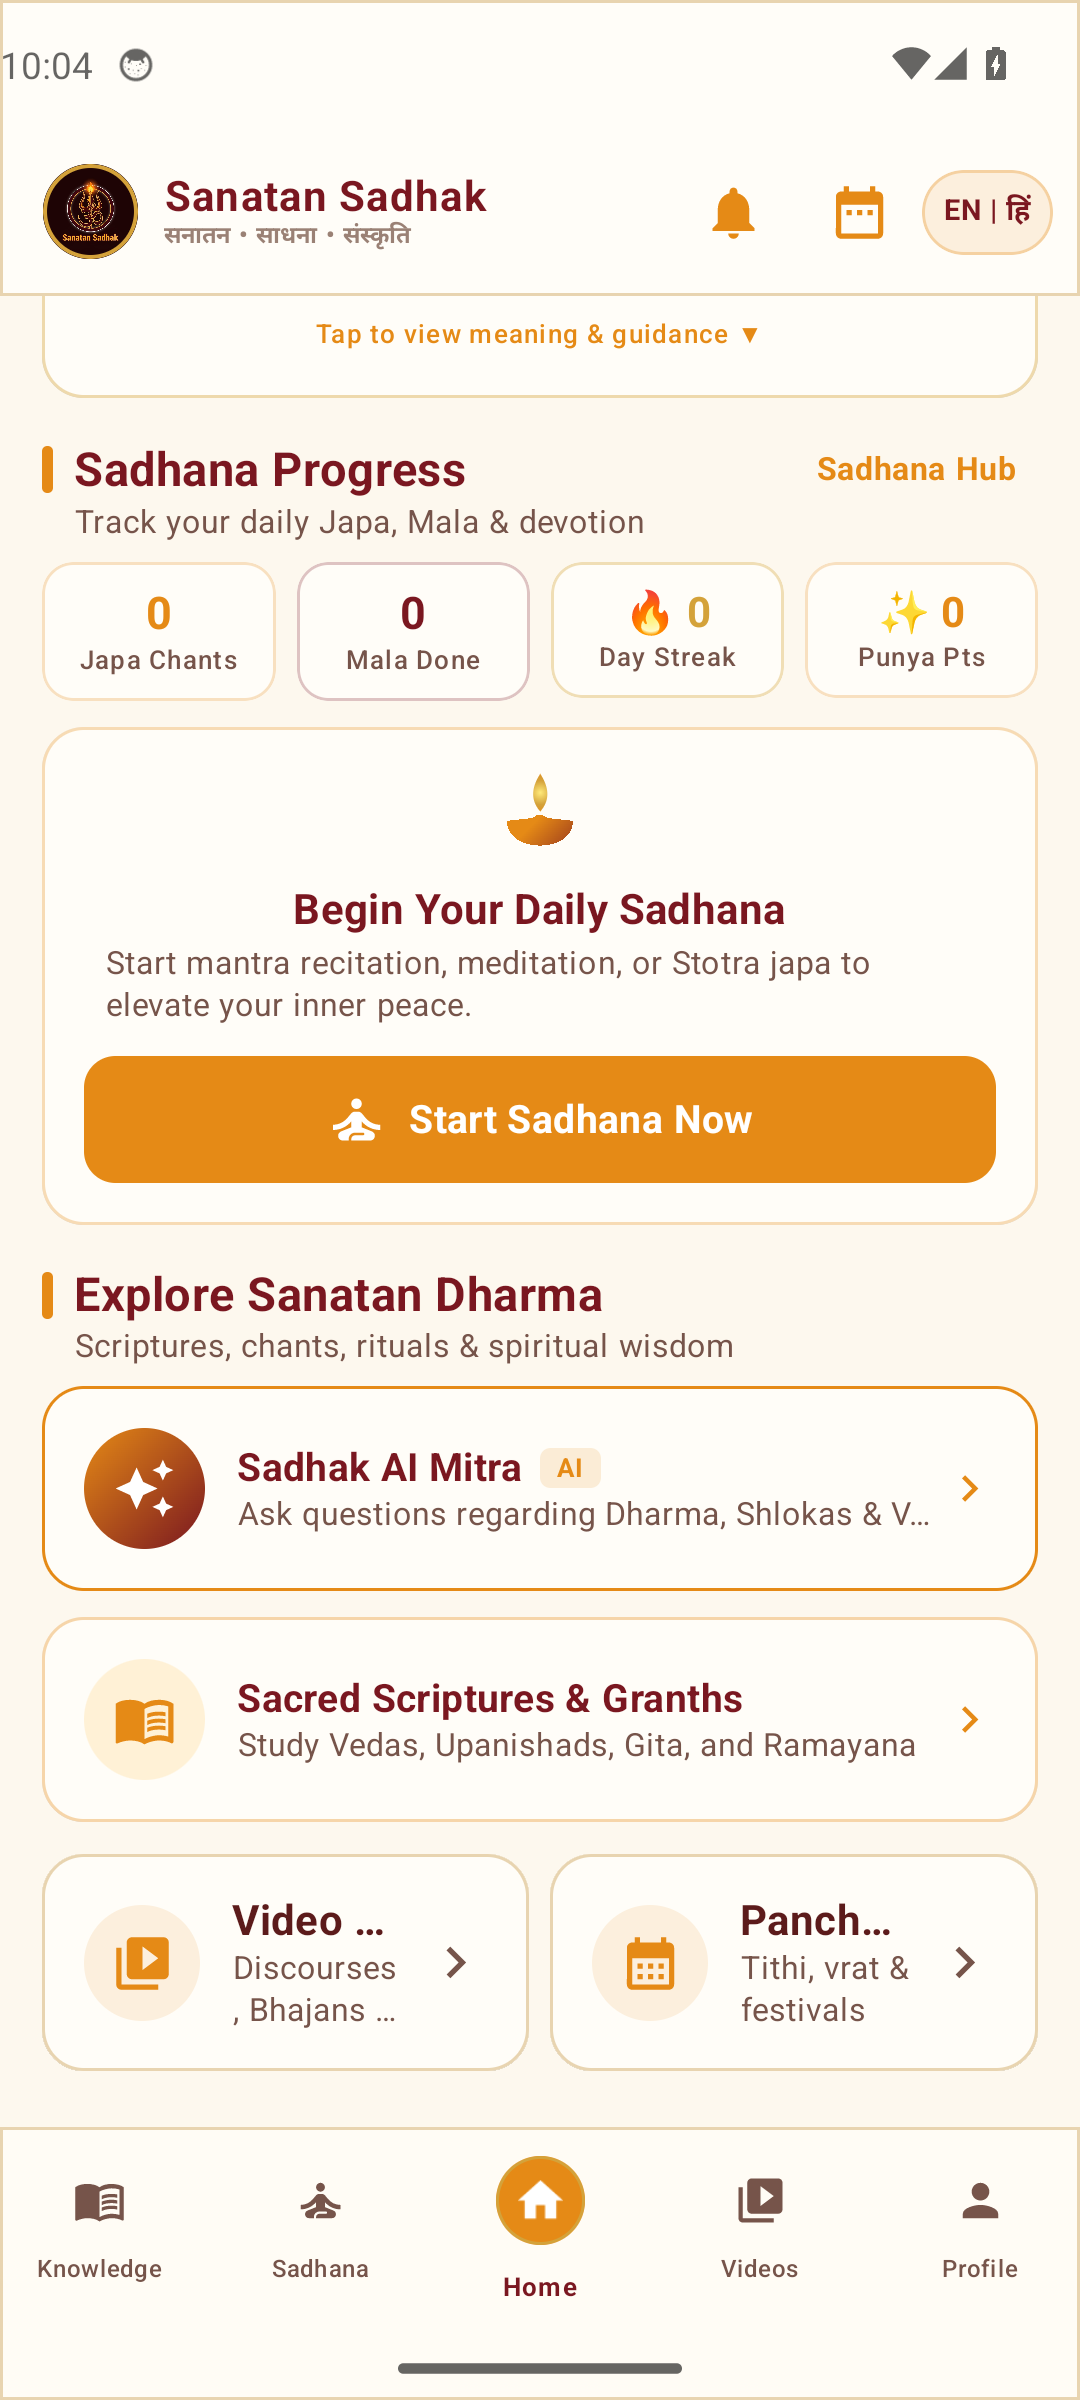 10:04
Sanatan Sadhak
सनातन • साधना • संस्कृति
EN | हिं
Sanatan Sadhak
Tap to view meaning & guidance ▼
Sadhana Progress
Sadhana Hub
Track your daily Japa, Mala & devotion
0
Japa Chants
0
Mala Done
🔥 0
Day Streak
✨ 0
Punya Pts
Begin Your Daily Sadhana
Start mantra recitation, meditation, or Stotra japa to
elevate your inner peace.
Start Sadhana Now
Explore Sanatan Dharma
Scriptures, chants, rituals & spiritual wisdom
Sadhak AI Mitra AI
Ask questions regarding Dharma, Shlokas & V...
Sacred Scriptures & Granths
Study Vedas, Upanishads, Gita, and Ramayana
Video ...
Discourses
, Bhajans ...
Panch...
Tithi, vrat &
festivals
Knowledge
Sadhana
Home
Videos
Profile